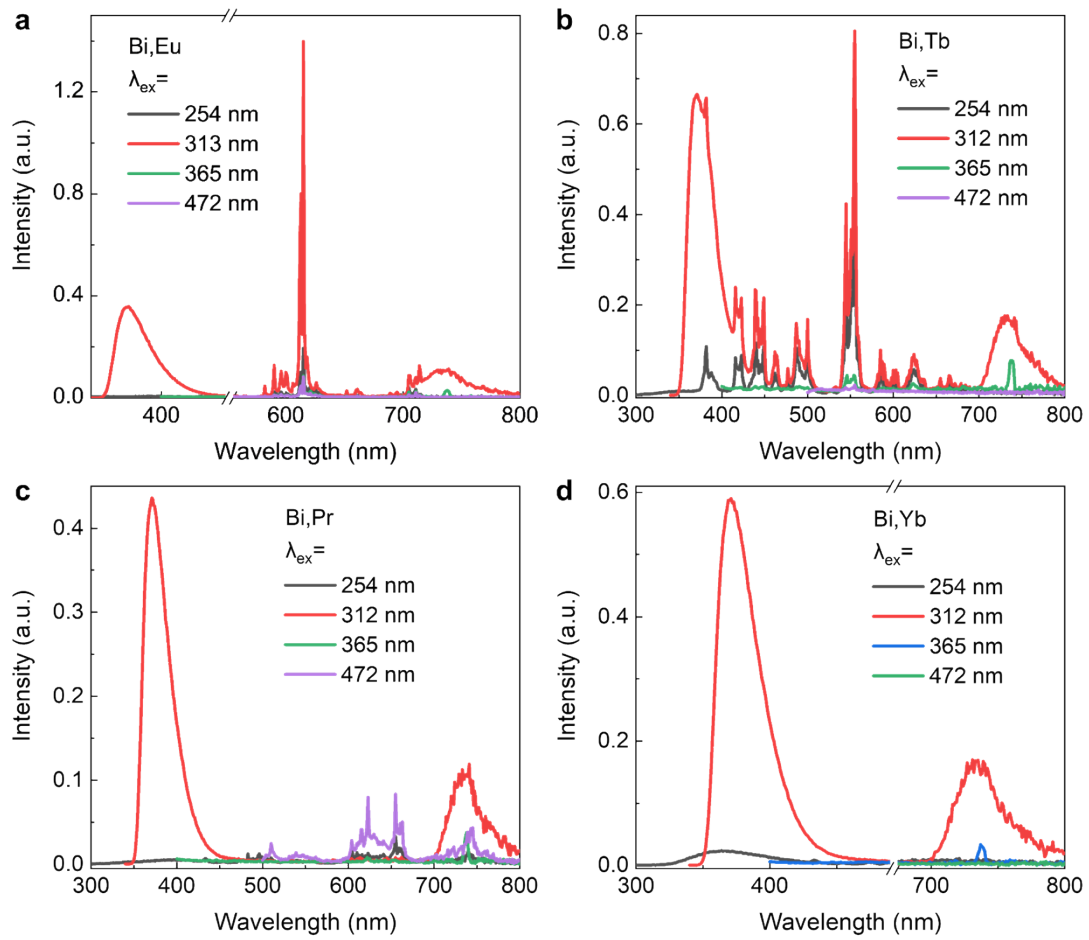 a
Bi,Eu
λex=
254 nm
313 nm
365 nm
472 nm
Intensity (a.u.)
0.0
0.4
0.8
1.2
400
600
700
800
Wavelength (nm)
b
Bi,Tb
λex=
254 nm
312 nm
365 nm
472 nm
Intensity (a.u.)
0.0
0.2
0.4
0.6
0.8
300
400
500
600
700
800
Wavelength (nm)
c
Bi,Pr
λex=
254 nm
312 nm
365 nm
472 nm
Intensity (a.u.)
0.0
0.1
0.2
0.3
0.4
300
400
500
600
700
800
Wavelength (nm)
d
Bi,Yb
λex=
254 nm
312 nm
365 nm
472 nm
Intensity (a.u.)
0.0
0.2
0.4
0.6
300
400
700
800
Wavelength (nm)